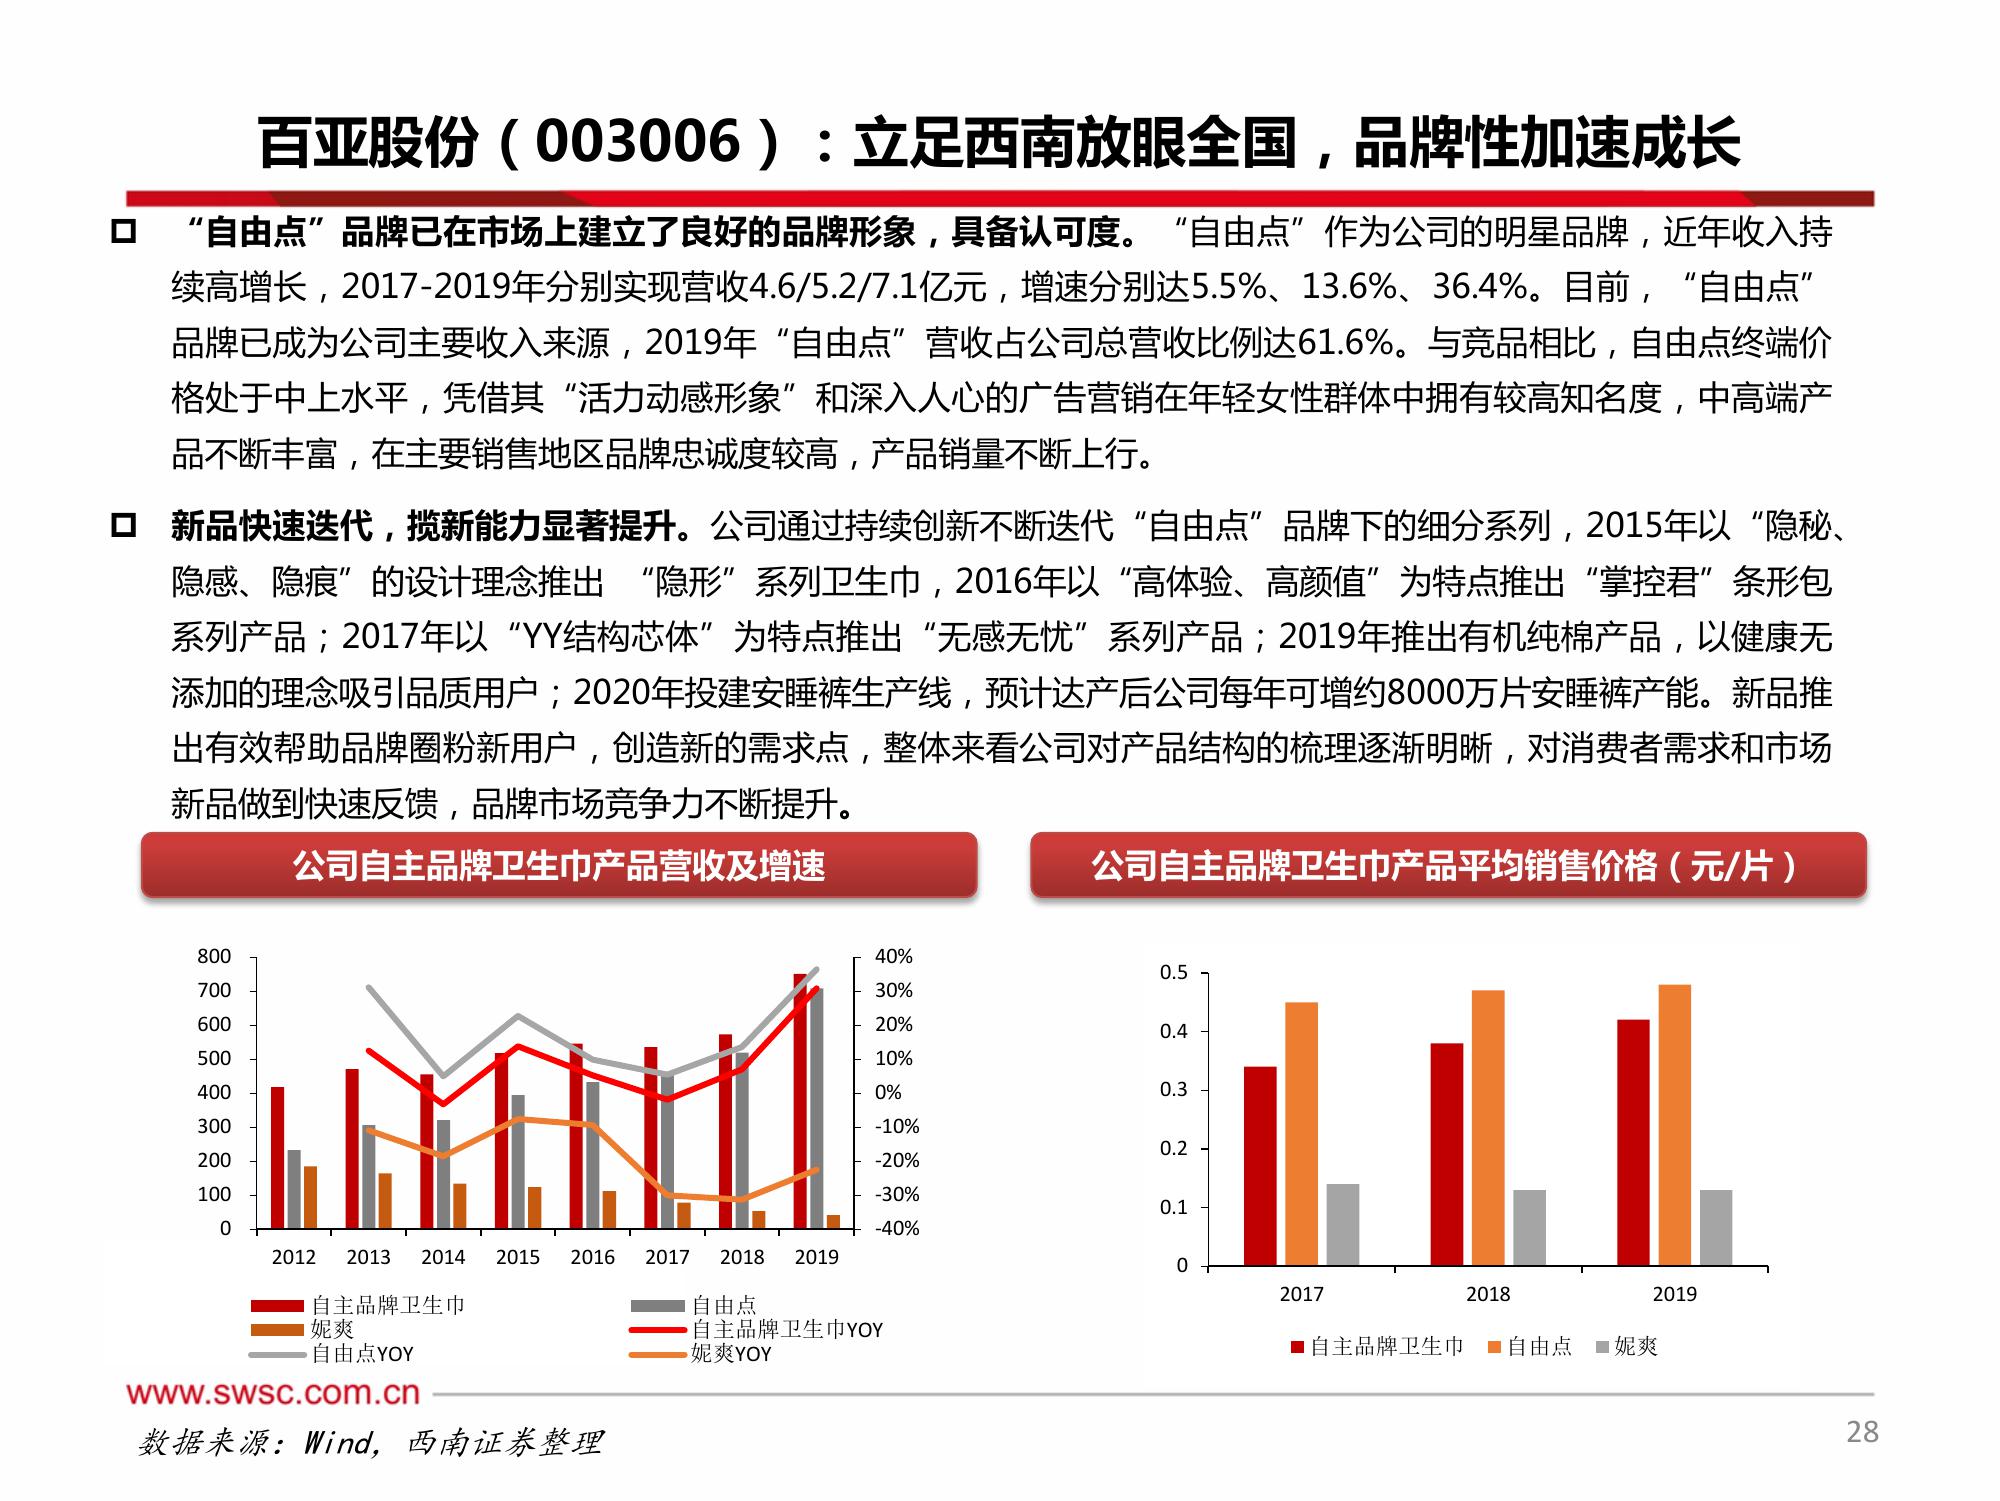 百亚股份（003006）：立足西南放眼全国，品牌性加速成长
“自由点”品牌已在市场上建立了良好的品牌形象，具备认可度。“自由点”作为公司的明星品牌，近年收入持
续高增长，2017-2019年分别实现营收4.6/5.2/7.1亿元，增速分别达5.5%、13.6%、36.4%。目前，“自由点”
品牌已成为公司主要收入来源，2019年“自由点”营收占公司总营收比例达61.6%。与竞品相比，自由点终端价
格处于中上水平，凭借其“活力动感形象”和深入人心的广告营销在年轻女性群体中拥有较高知名度，中高端产
品不断丰富，在主要销售地区品牌忠诚度较高，产品销量不断上行。
新品快速迭代，揽新能力显著提升。公司通过持续创新不断迭代“自由点”品牌下的细分系列，2015年以“隐秘、
隐感、隐痕”的设计理念推出 “隐形”系列卫生巾，2016年以“高体验、高颜值”为特点推出“掌控君”条形包
系列产品；2017年以“YY结构芯体”为特点推出“无感无忧”系列产品；2019年推出有机纯棉产品，以健康无
添加的理念吸引品质用户；2020年投建安睡裤生产线，预计达产后公司每年可增约8000万片安睡裤产能。新品推
出有效帮助品牌圈粉新用户，创造新的需求点，整体来看公司对产品结构的梳理逐渐明晰，对消费者需求和市场
新品做到快速反馈，品牌市场竞争力不断提升。
公司自主品牌卫生巾产品营收及增速
800
700
600
500
400
300
200
100
0
40%
30%
20%
10%
0%
-10%
-20%
-30%
-40%
2012 2013 2014 2015 2016 2017 2018 2019
自主品牌卫生巾 自由点
妮爽 自主品牌卫生巾YOY
自由点YOY 妮爽YOY
公司自主品牌卫生巾产品平均销售价格（元/片）
0.5
0.4
0.3
0.2
0.1
0
2017 2018 2019
自主品牌卫生巾 自由点 妮爽
www.swsc.com.cn
数据来源：Wind，西南证券整理
28